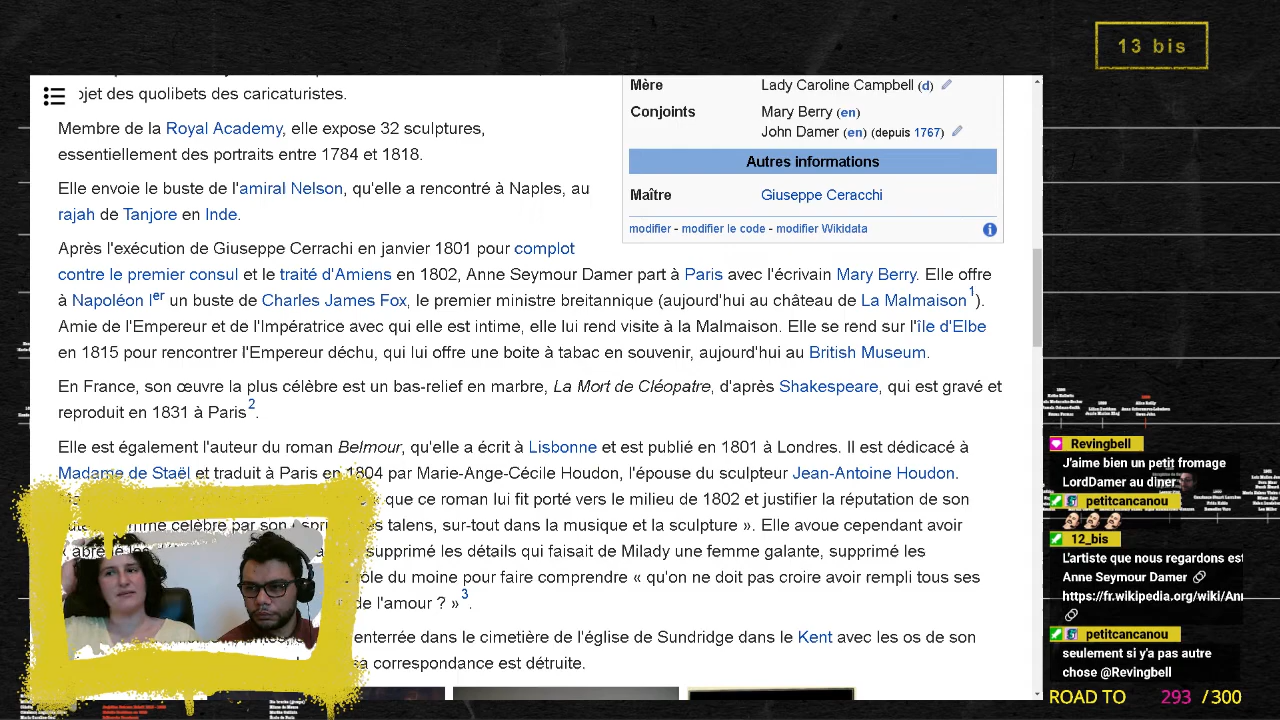 13 bis
objet des quolibets des caricaturistes.
Membre de la Royal Academy, elle expose 32 sculptures,
essentiellement des portraits entre 1784 et 1818.
Elle envoie le buste de l'amiral Nelson, qu'elle a rencontré à Naples, au
rajah de Tanjore en Inde.
Après l'exécution de Giuseppe Cerrachi en janvier 1801 pour complot
contre le premier consul et le traité d'Amiens en 1802, Anne Seymour Damer part à Paris avec l'écrivain Mary Berry. Elle offre
à Napoléon Ier un buste de Charles James Fox, le premier ministre breitannique (aujourd'hui au château de La Malmaison1).
Amie de l'Empereur et de l'Impératrice avec qui elle est intime, elle lui rend visite à la Malmaison. Elle se rend sur l'île d'Elbe
en 1815 pour rencontrer l'Empereur déchu, qui lui offre une boite à tabac en souvenir, aujourd'hui au British Museum.
En France, son œuvre la plus célèbre est un bas-relief en marbre, La Mort de Cléopatre, d'après Shakespeare, qui est gravé et
reproduit en 1831 à Paris2.
Elle est également l'auteur du roman Belmour, qu'elle a écrit à Lisbonne et est publié en 1801 à Londres. Il est dédicacé à
Madame de Staël et traduit à Paris en 1804 par Marie-Ange-Cécile Houdon, l'épouse du sculpteur Jean-Antoine Houdon.
que ce roman lui fit porté vers le milieu de 1802 et justifier la réputation de son
célèbre par son talens, sur-tout dans la musique et la sculpture ». Elle avoue cependant avoir
supprimé les détails qui faisait de Milady une femme galante, supprimé les
du moine pour faire comprendre « qu'on ne doit pas croire avoir rempli tous ses
de l'amour ? »3.
enterrée dans le cimetière de l'église de Sundridge dans le Kent avec les os de son
sa correspondance est détruite.
Mère Lady Caroline Campbell (d)
Conjoints Mary Berry (en)
John Damer (en) (depuis 1767)
Autres informations
Maître Giuseppe Ceracchi
modifier - modifier le code - modifier Wikidata
Revingbell
J'aime bien un petit fromage
LordDamer au diner
petitcancanou
12_bis
L'artiste que nous regardons est
Anne Seymour Damer
https://fr.wikipedia.org/wiki/An
petitcancanou
seulement si y'a pas autre
chose @Revingbell
ROAD TO 293 / 300